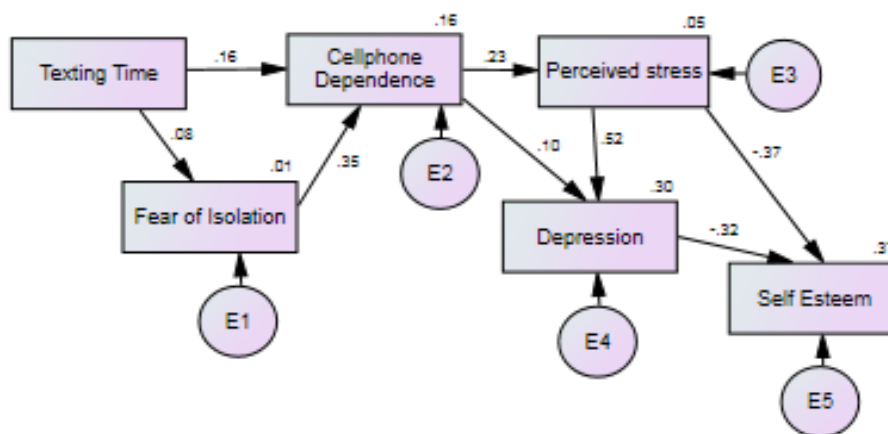 .16
.05
Texting Time
.16
Cellphone
Dependence
.23
Perceived stress
E3
.08
.01
.35
E2
.10
.52
-.37
.30
Fear of Isolation
Depression
-.32
Self Esteem
E1
E4
E5